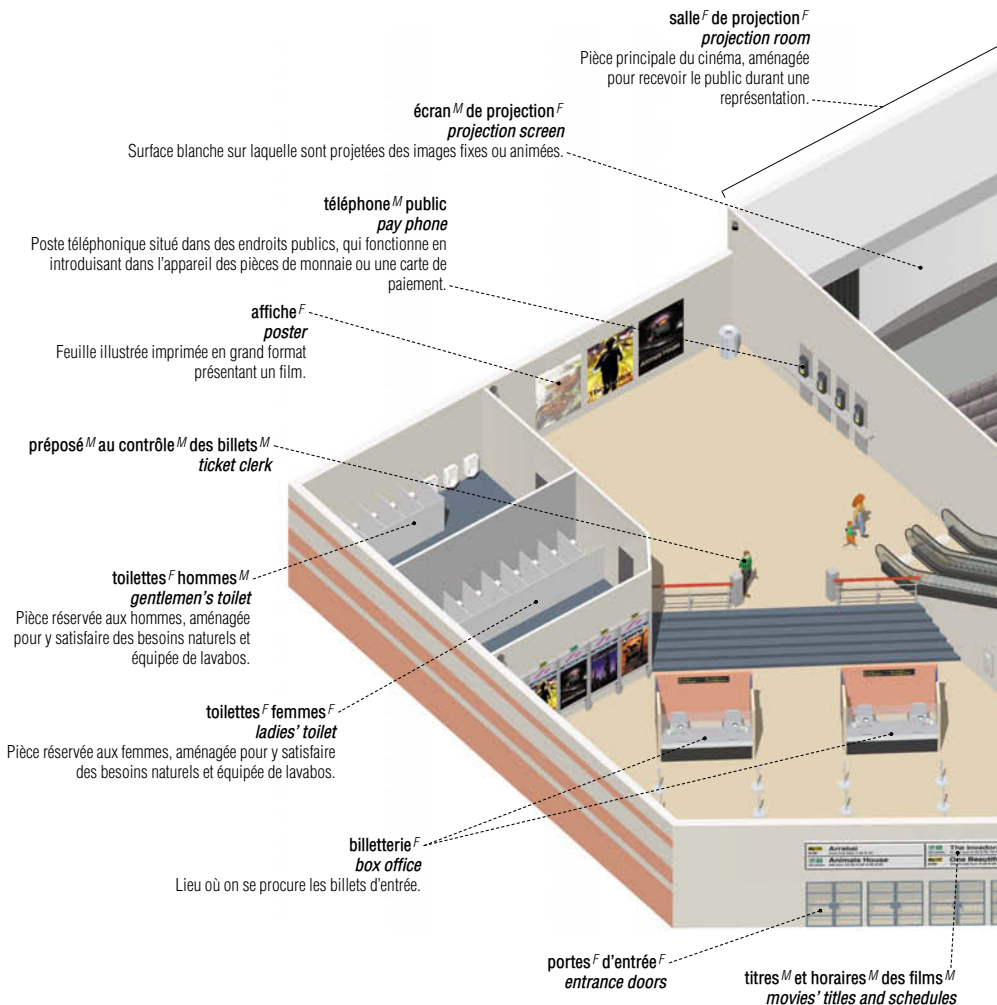 salle F de projection F
projection room
Pièce principale du cinéma, aménagée
pour recevoir le public durant une
représentation.
écran M de projection F
projection screen
Surface blanche sur laquelle sont projetées des images fixes ou animées.
téléphone M public
pay phone
Poste téléphonique situé dans des endroits publics, qui fonctionne en
introduisant dans l’appareil des pièces de monnaie ou une carte de
paiement.
affiche F
poster
Feuille illustrée imprimée en grand format
présentant un film.
préposé M au contrôle M des billets M
ticket clerk
toilettes F hommes M
gentlemen’s toilet
Pièce réservée aux hommes, aménagée
pour y satisfaire des besoins naturels et
équipée de lavabos.
toilettes F femmes F
ladies’ toilet
Pièce réservée aux femmes, aménagée pour y satisfaire
des besoins naturels et équipée de lavabos.
billetterie F
box office
Lieu où on se procure les billets d’entrée.
Arrabal
Animals House
The Invador
One Beautif
portes F d’entrée F
entrance doors
titres M et horaires M des films M
movies’ titles and schedules